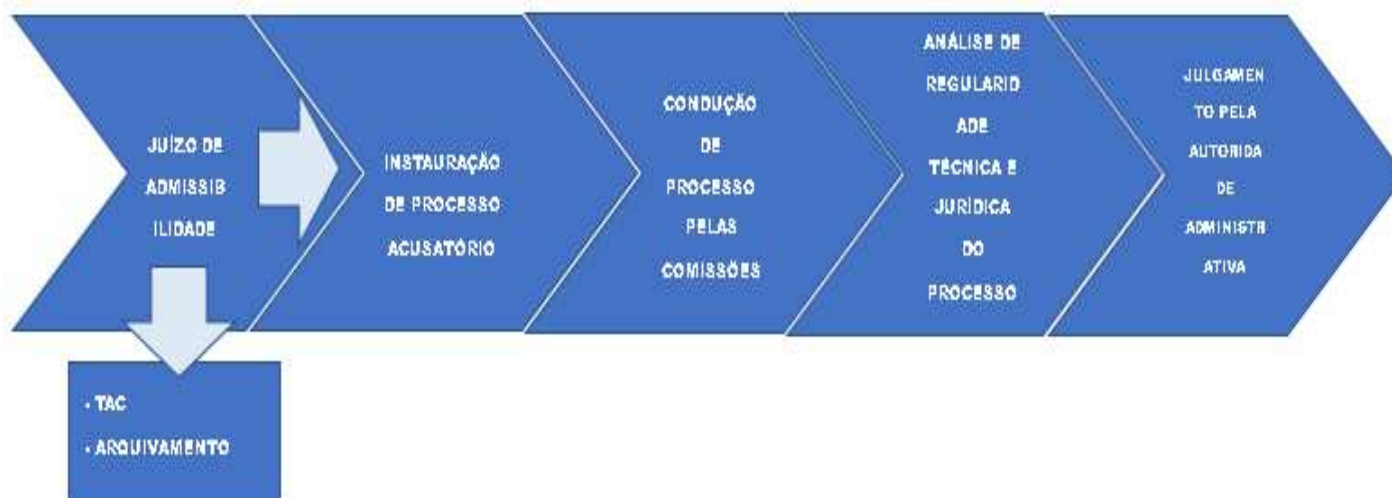 JUÍZO DE
ADMISSIB
ILIDADE
INSTAURAÇÃO
DE PROCESSO
ACUSATÓRIO
CONDUÇÃO
DE
PROCESSO
PELAS
COMISSÕES
ANÁLISE DE
REGULARID
ADE
TÉCNICA E
JURÍDICA
DO
PROCESSO
JULGAMEN
TO PELA
AUTORIDA
DE
ADMINISTR
ATIVA
- TAC
- ARQUIVAMENTO